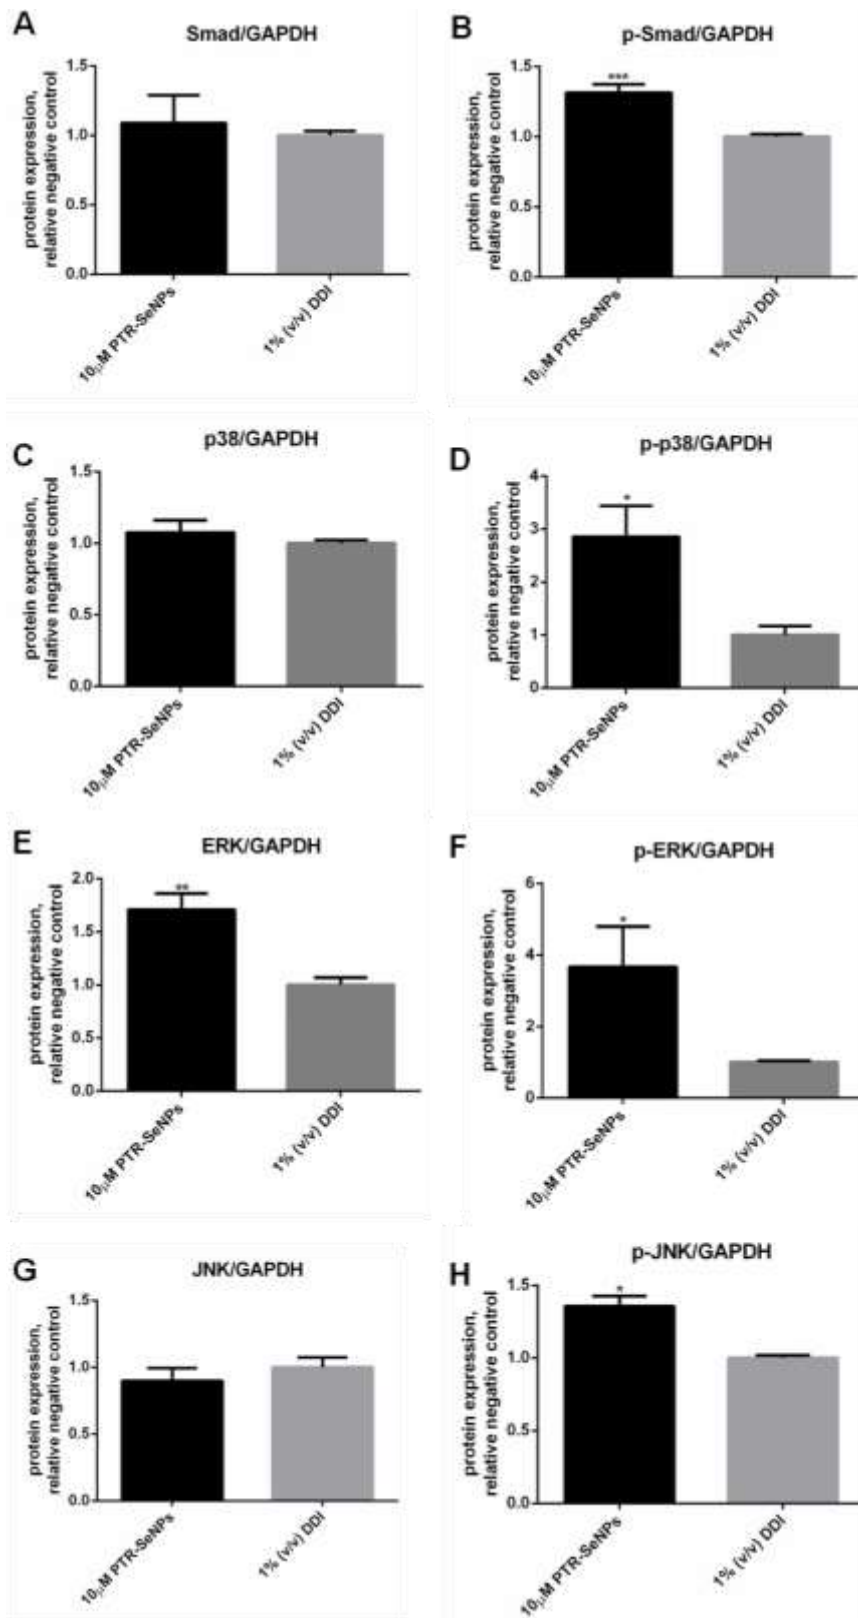 A
Smad/GAPDH
protein expression,
relative negative control
1.5
1.0
0.5
0.0
10μM PTR-SeNPs
1% (v/v) DDI
B
p-Smad/GAPDH
protein expression,
relative negative control
1.5
1.0
0.5
0.0
***
10μM PTR-SeNPs
1% (v/v) DDI
C
p38/GAPDH
protein expression,
relative negative control
1.5
1.0
0.5
0.0
10μM PTR-SeNPs
1% (v/v) DDI
D
p-p38/GAPDH
protein expression,
relative negative control
4
3
2
1
0
*
10μM PTR-SeNPs
1% (v/v) DDI
E
ERK/GAPDH
protein expression,
relative negative control
2.0
1.5
1.0
0.5
0.0
**
10μM PTR-SeNPs
1% (v/v) DDI
F
p-ERK/GAPDH
protein expression,
relative negative control
6
4
2
0
*
10μM PTR-SeNPs
1% (v/v) DDI
G
JNK/GAPDH
protein expression,
relative negative control
1.5
1.0
0.5
0.0
10μM PTR-SeNPs
1% (v/v) DDI
H
p-JNK/GAPDH
protein expression,
relative negative control
1.5
1.0
0.5
0.0
*
10μM PTR-SeNPs
1% (v/v) DDI